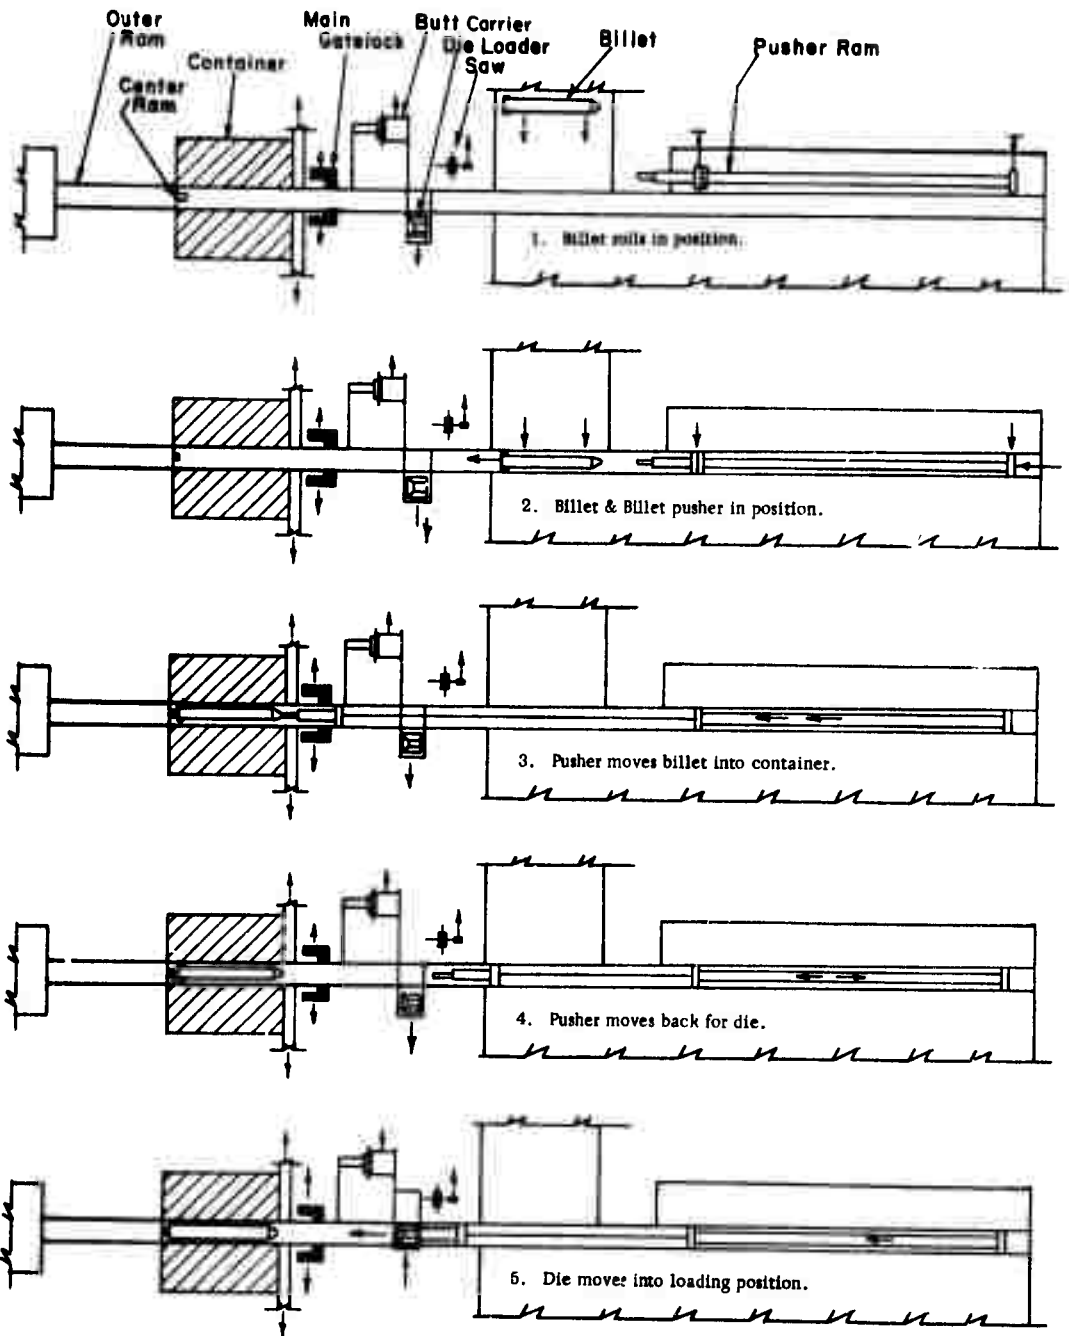 Outer
Ram
Main
Gatelock
Butt Carrier
Die Loader
Saw
Billet
Pusher Ram
Container
Center
Ram
1. Billet rolls in position.
2. Billet & Billet pusher in position.
3. Pusher moves billet into container.
4. Pusher moves back for die.
5. Die moves into loading position.